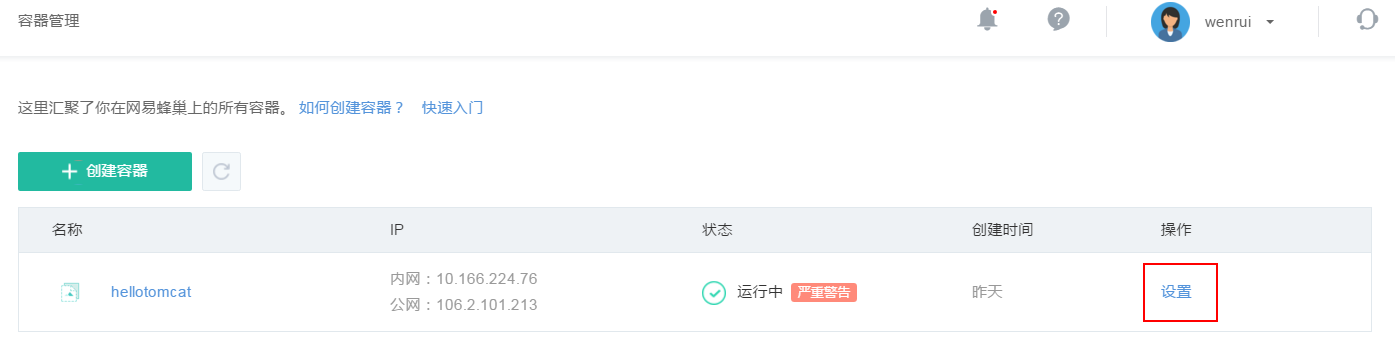 容器管理
wenrui
这里汇聚了你在网易蜂巢上的所有容器。 如何创建容器？ 快速入门
创建容器
名称 IP 状态 创建时间 操作
hellotomcat 内网：10.166.224.76 运行中 严重警告 昨天 设置
公网：106.2.101.213